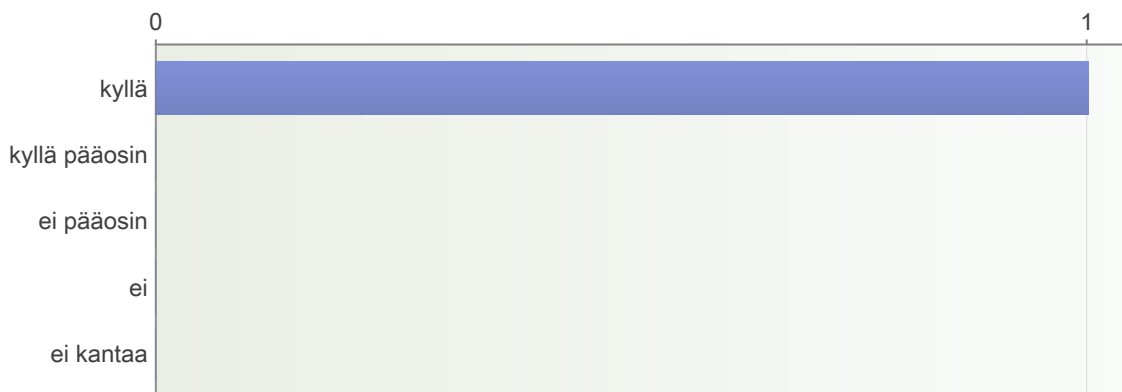 0 1
kyllä
kyllä pääosin
ei pääosin
ei
ei kantaa